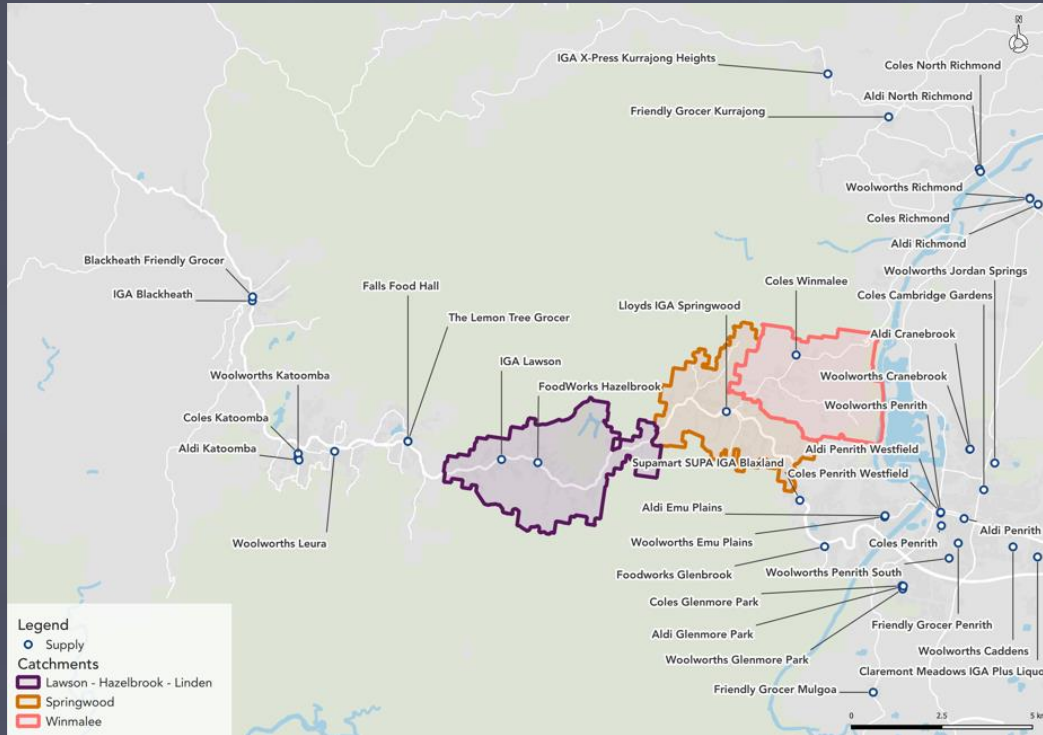 N
IGA X-Press Kurrajong Heights
Coles North Richmond
Aldi North Richmond
Friendly Grocer Kurrajong
Woolworths Richmond
Coles Richmond
Aldi Richmond
Blackheath Friendly Grocer
Woolworths Jordan Springs
Falls Food Hall
Coles Winmalee
IGA Blackheath
Coles Cambridge Gardens
Lloyds IGA Springwood
The Lemon Tree Grocer
Aldi Cranebrook
IGA Lawson
Woolworths Katoomba
Woolworths Cranebrook
FoodWorks Hazelbrook
Woolworths Penrith
Coles Katoomba
Aldi Katoomba
Aldi Penrith Westfield
Supamart SUPA IGA Blaxland
Coles Penrith Westfield
Aldi Emu Plains
Aldi Penrith
Woolworths Leura
Woolworths Emu Plains
Coles Penrith
Foodworks Glenbrook
Woolworths Penrith South
Coles Glenmore Park
Friendly Grocer Penrith
Aldi Glenmore Park
Woolworths Caddens
Woolworths Glenmore Park
Claremont Meadows IGA Plus Liquo
Friendly Grocer Mulgoa
Legend
Supply
Catchments
Lawson - Hazelbrook - Linden
Springwood
Winmalee
0 2.5 5 k